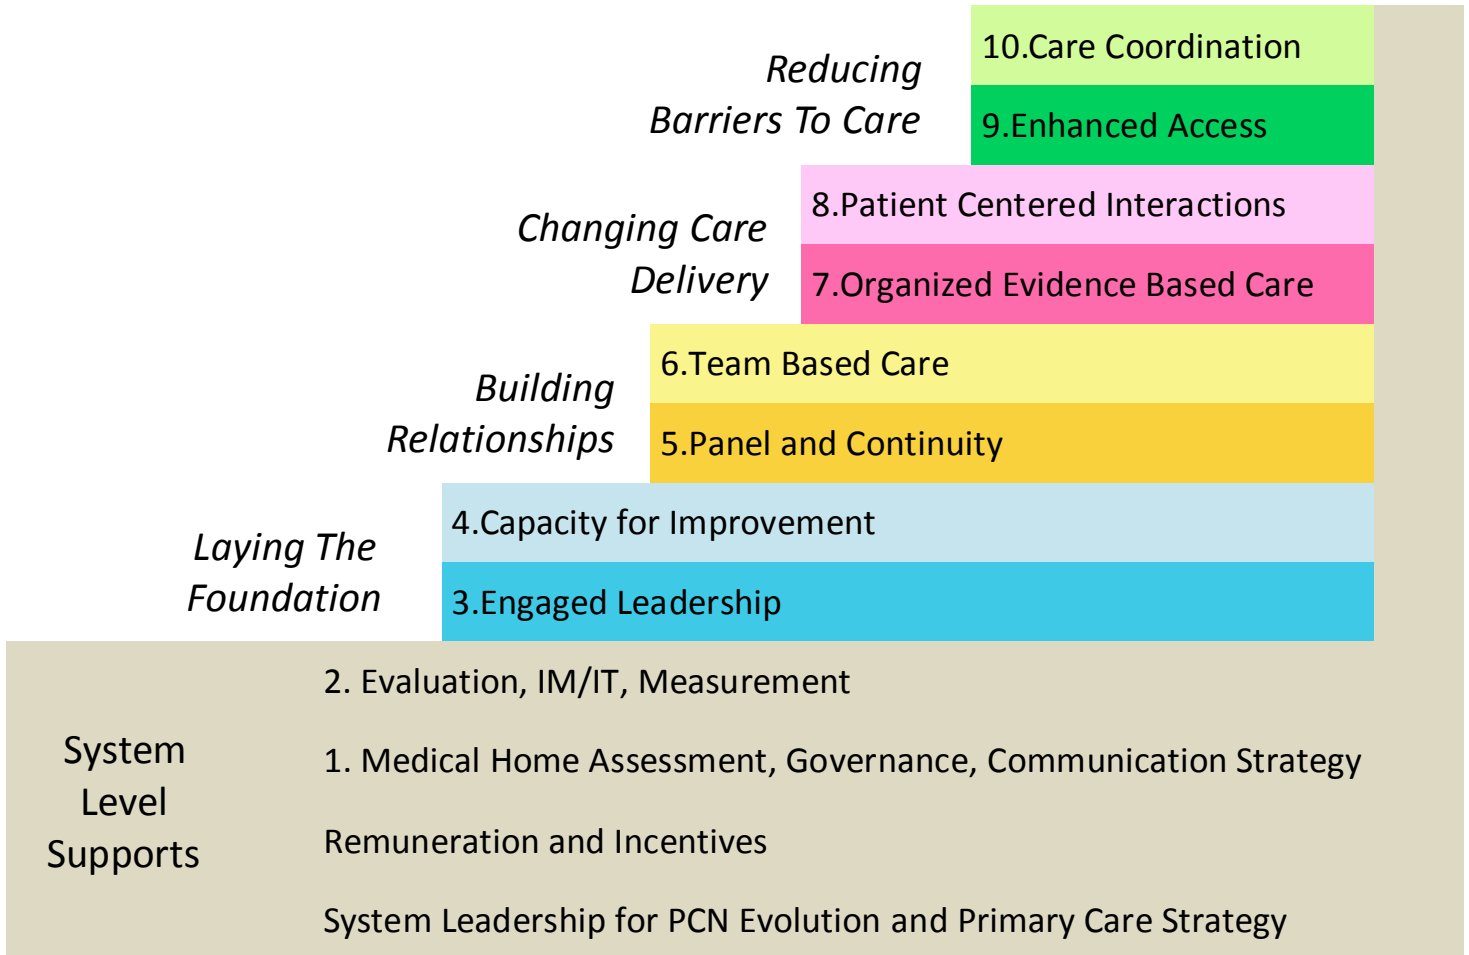 Reducing
Barriers To Care
10.Care Coordination
9.Enhanced Access
Changing Care
Delivery
8.Patient Centered Interactions
7.Organized Evidence Based Care
Building
Relationships
6.Team Based Care
5.Panel and Continuity
Laying The
Foundation
4.Capacity for Improvement
3.Engaged Leadership
System
Level
Supports
2. Evaluation, IM/IT, Measurement
1. Medical Home Assessment, Governance, Communication Strategy
Remuneration and Incentives
System Leadership for PCN Evolution and Primary Care Strategy